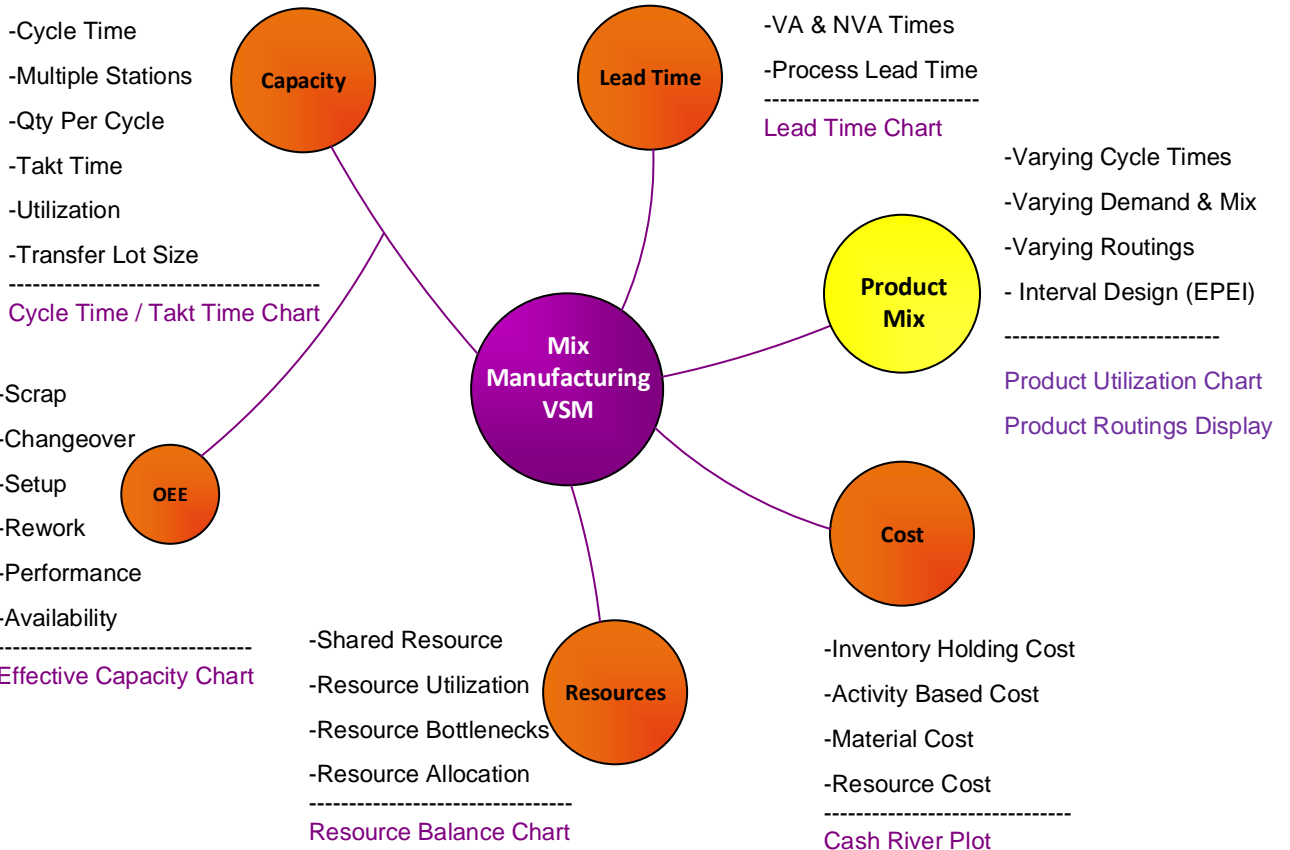 -Cycle Time
-Multiple Stations
-Qty Per Cycle
-Takt Time
-Utilization
-Transfer Lot Size
---------------------------------------
Cycle Time / Takt Time Chart
Capacity
Lead Time
-VA & NVA Times
-Process Lead Time
---------------------------
Lead Time Chart
-Varying Cycle Times
-Varying Demand & Mix
-Varying Routings
- Interval Design (EPEI)
---------------------------
Product Utilization Chart
Product Routings Display
Product
Mix
Mix
Manufacturing
VSM
-Scrap
-Changeover
-Setup
-Rework
-Performance
-Availability
--------------------------------
Effective Capacity Chart
OEE
-Shared Resource
-Resource Utilization
-Resource Bottlenecks
-Resource Allocation
---------------------------------
Resource Balance Chart
Resources
Cost
-Inventory Holding Cost
-Activity Based Cost
-Material Cost
-Resource Cost
-------------------------------
Cash River Plot